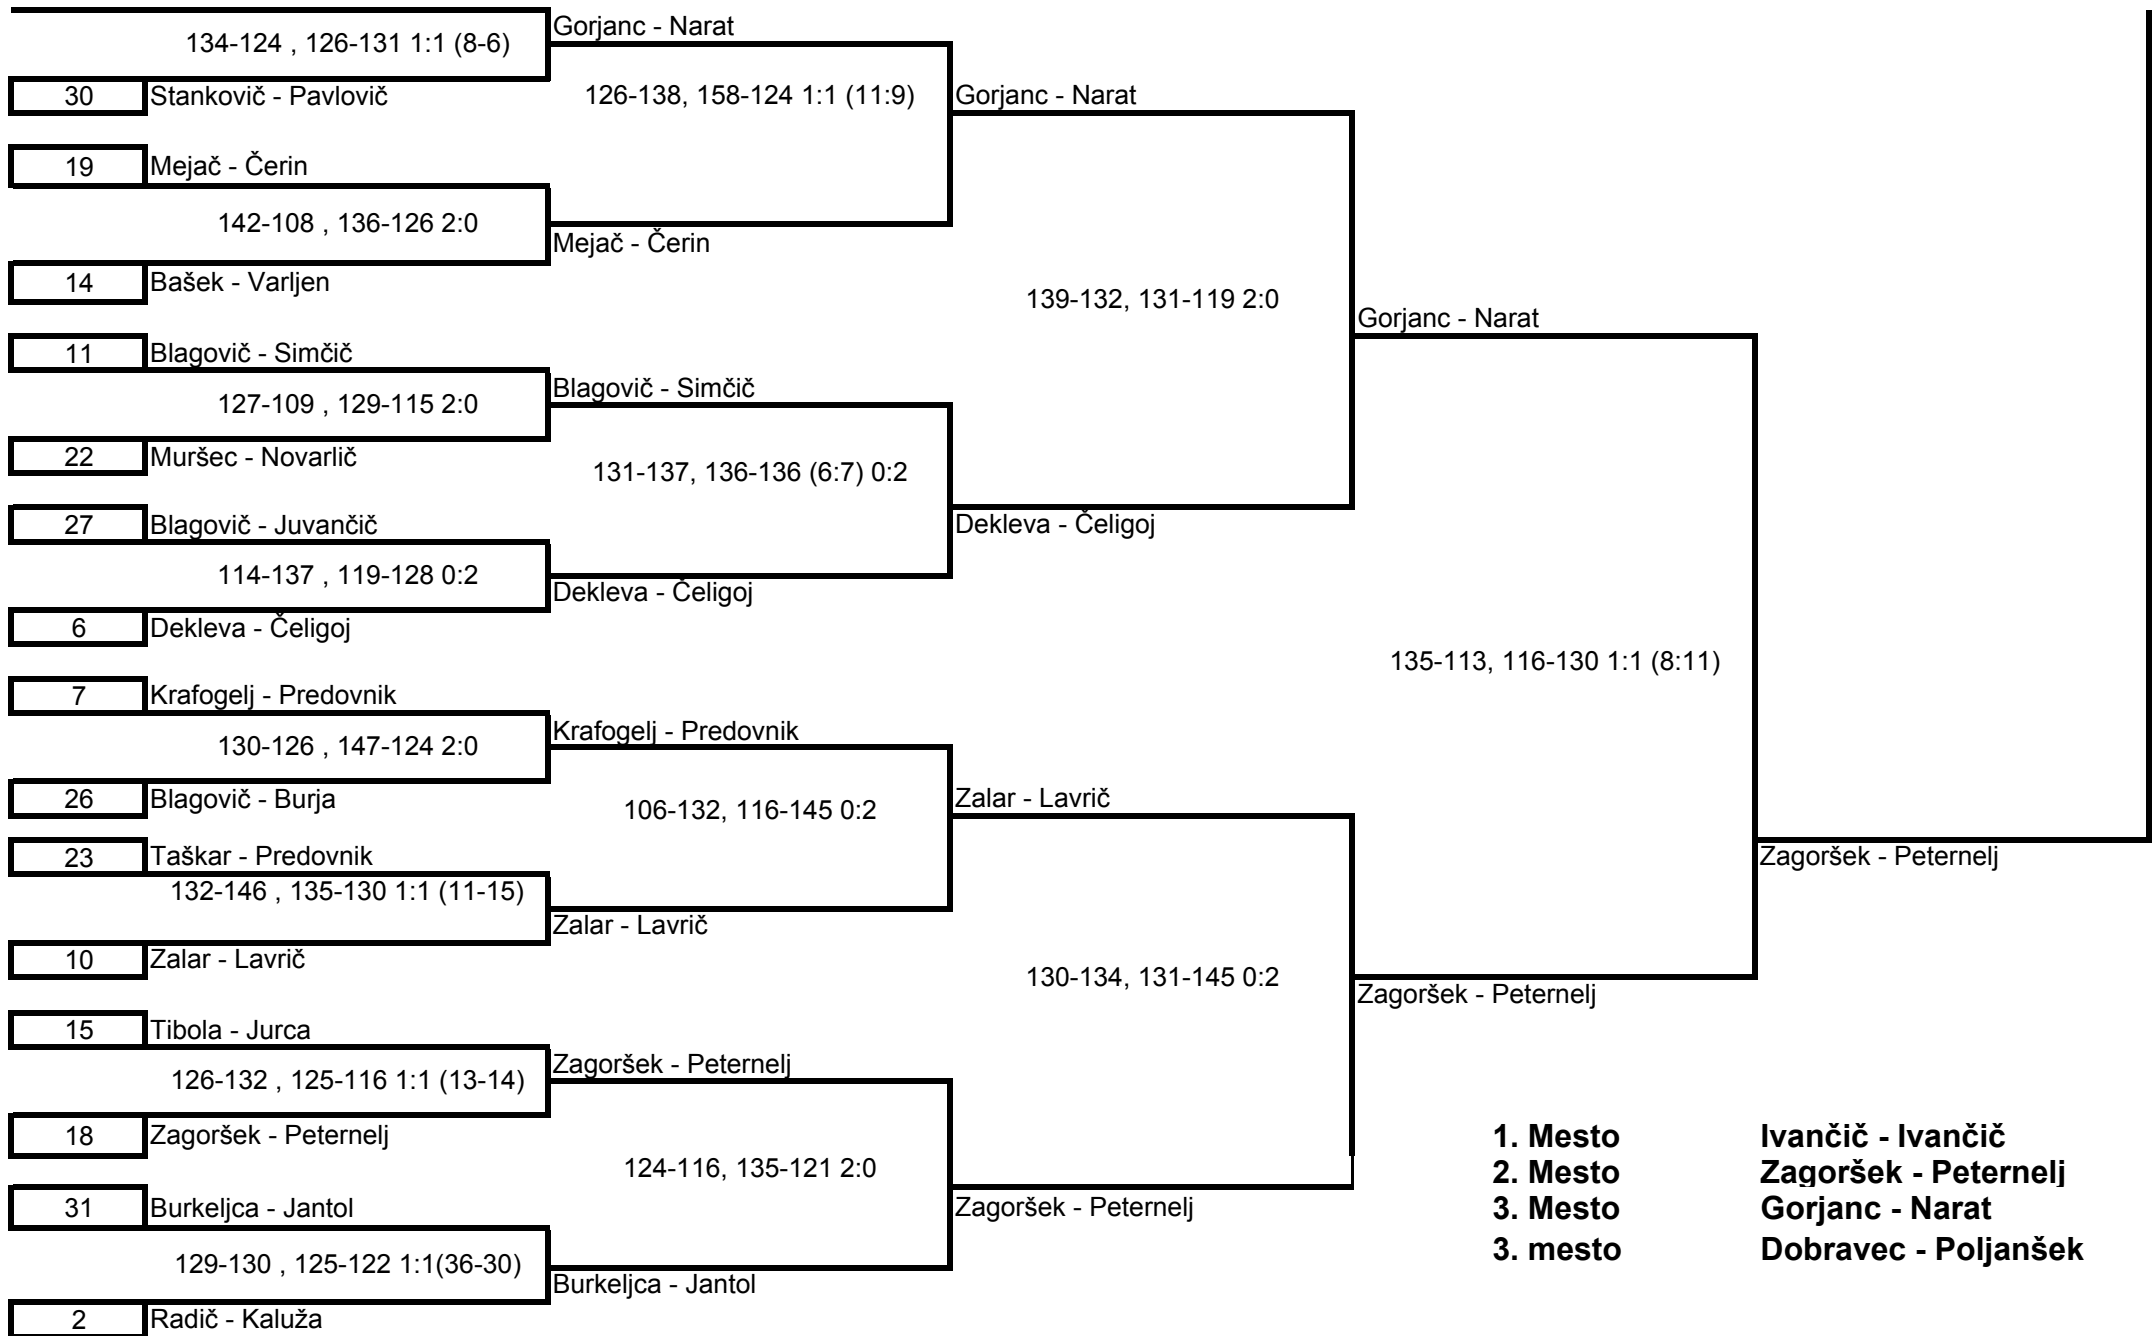 134-124 , 126-131 1:1 (8-6)
30 Stankovič - Pavlovič
19 Mejač - Čerin
142-108 , 136-126 2:0
14 Bašek - Varljen
11 Blagovič - Simčič
127-109 , 129-115 2:0
22 Muršec - Novarlič
27 Blagovič - Juvančič
114-137 , 119-128 0:2
6 Dekleva - Čeligoj
7 Krafogelj - Predovnik
130-126 , 147-124 2:0
26 Blagovič - Burja
23 Taškar - Predovnik
132-146 , 135-130 1:1 (11-15)
10 Zalar - Lavrič
15 Tibola - Jurca
126-132 , 125-116 1:1 (13-14)
18 Zagoršek - Peternelj
31 Burkeljca - Jantol
129-130 , 125-122 1:1(36-30)
2 Radič - Kaluža
Gorjanc - Narat
126-138, 158-124 1:1 (11:9)
Mejač - Čerin
Blagovič - Simčič
131-137, 136-136 (6:7) 0:2
Dekleva - Čeligoj
Krafogelj - Predovnik
106-132, 116-145 0:2
Zalar - Lavrič
Zagoršek - Peternelj
124-116, 135-121 2:0
Burkeljca - Jantol
Gorjanc - Narat
139-132, 131-119 2:0
Dekleva - Čeligoj
Zalar - Lavrič
130-134, 131-145 0:2
Zagoršek - Peternelj
Gorjanc - Narat
135-113, 116-130 1:1 (8:11)
Zagoršek - Peternelj
Zagoršek - Peternelj
1. Mesto Ivančič - Ivančič
2. Mesto Zagoršek - Peternelj
3. Mesto Gorjanc - Narat
3. mesto Dobravec - Poljanšek